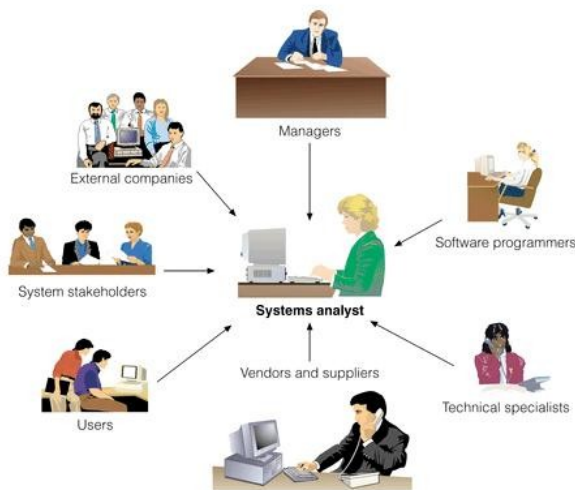 Managers
External companies
Software programmers
System stakeholders
Systems analyst
Vendors and suppliers
Users
Technical specialists